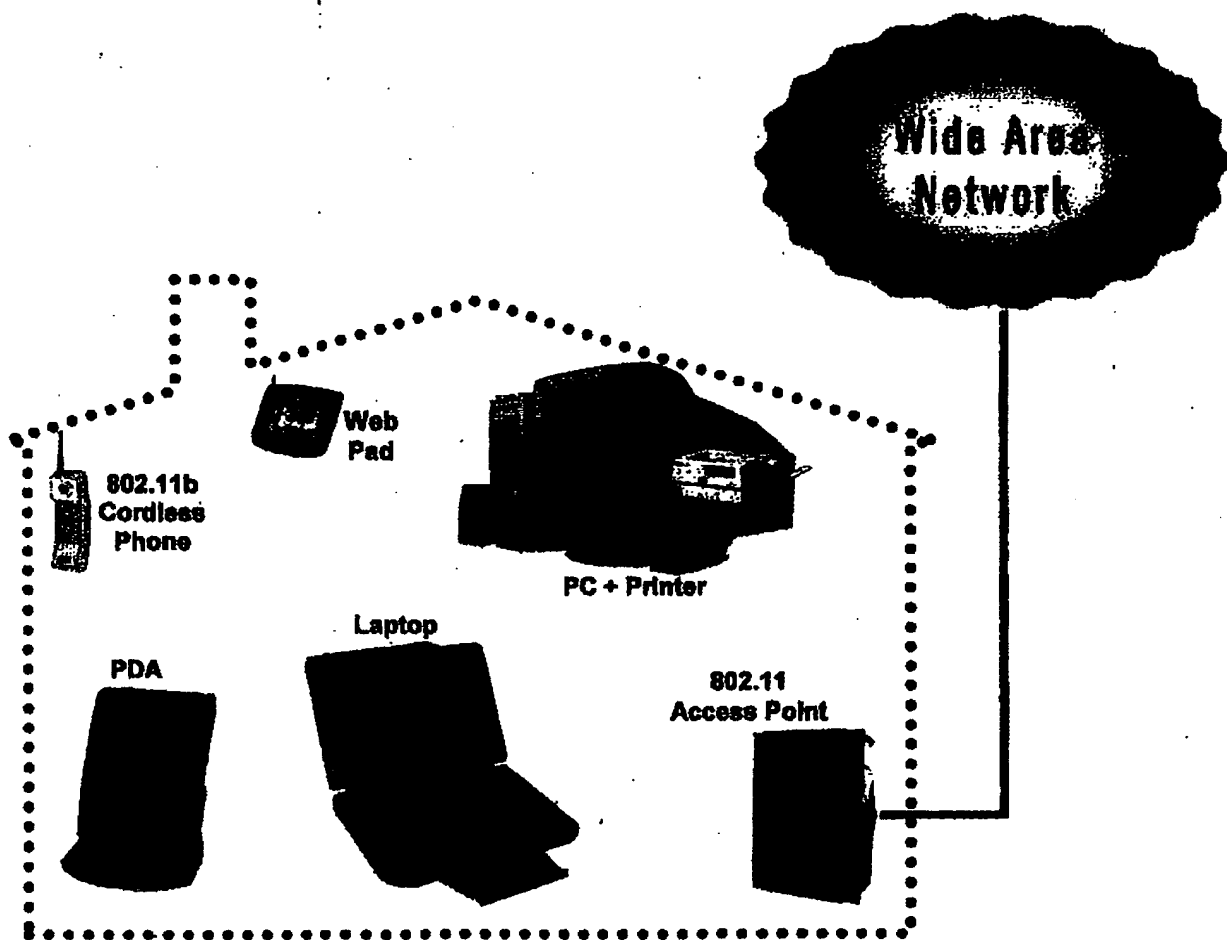 Wide Area
Network
Web
Pad
802.11b
Cordless
Phone
PC + Printer
Laptop
PDA
802.11
Access Point